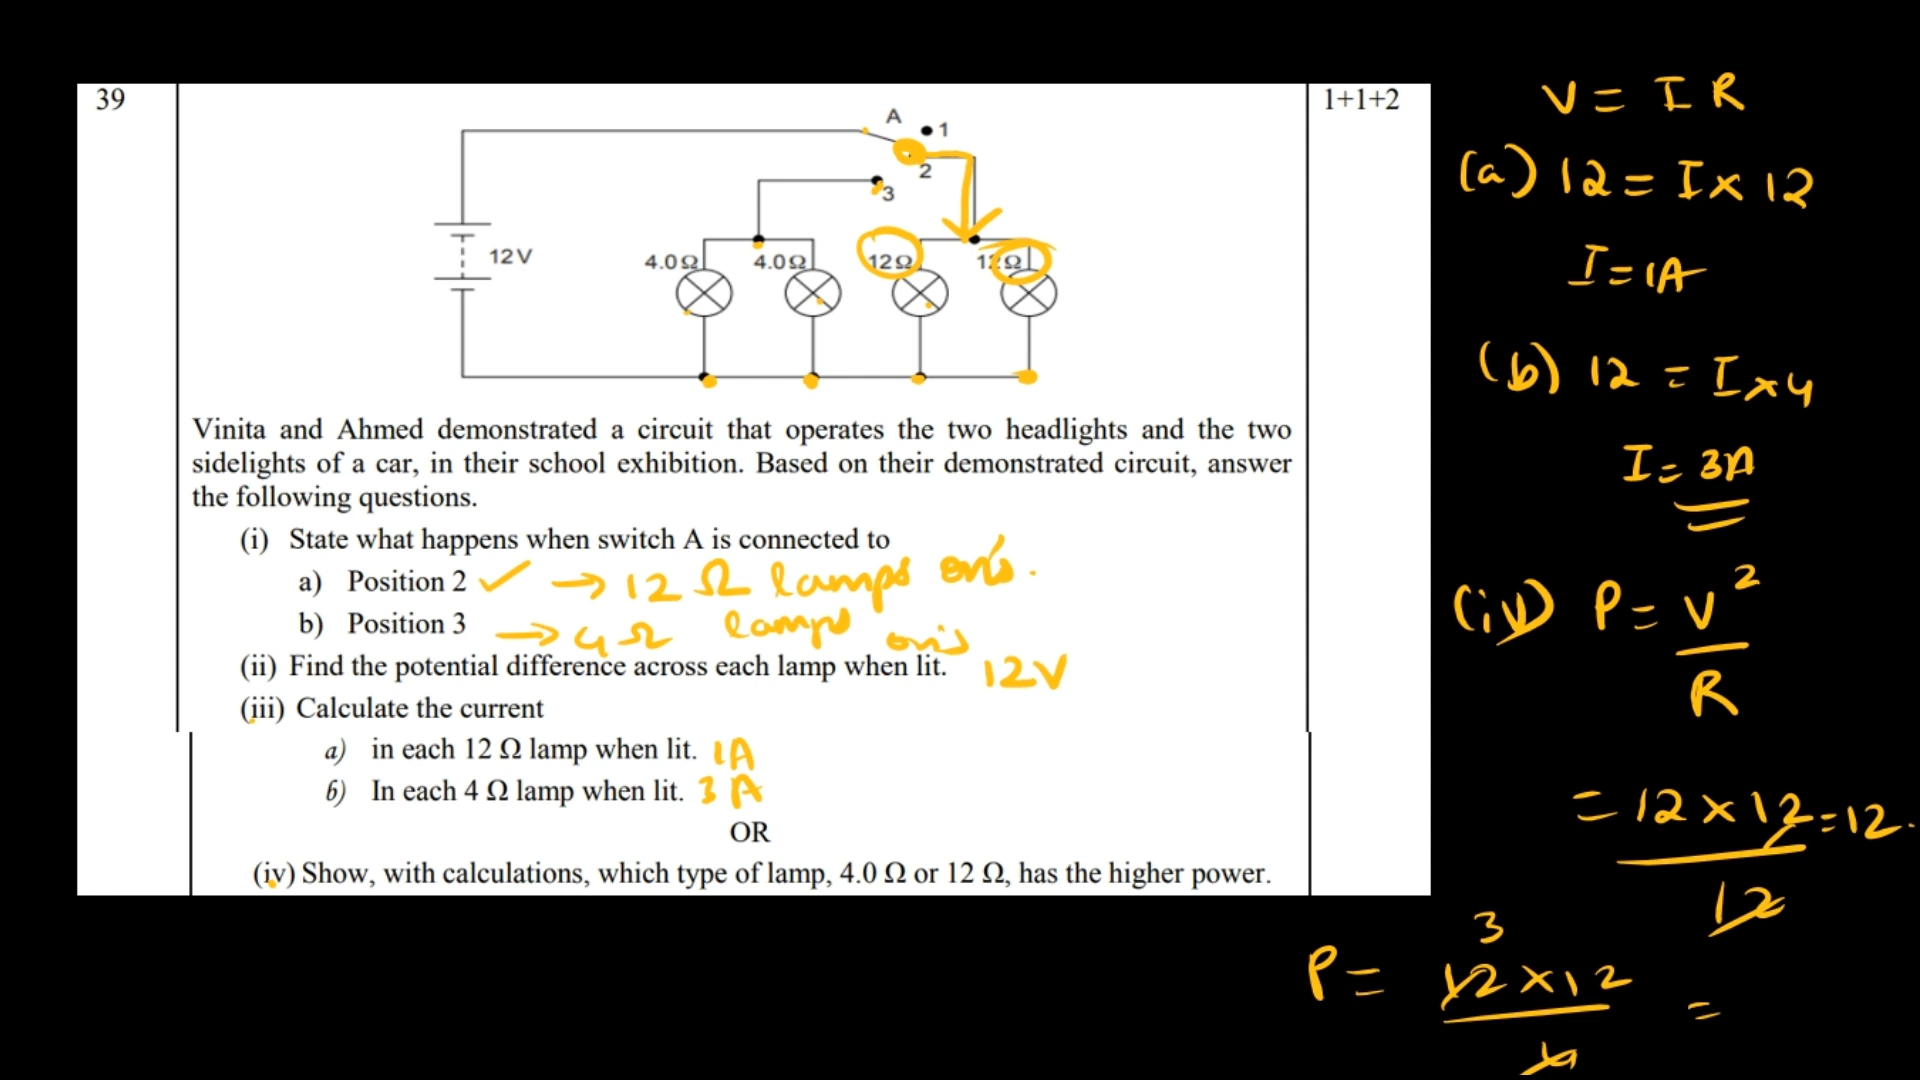 39
1+1+2
A
1
2
3
12V
4.0Ω
4.0Ω
12Ω
12Ω
Vinita and Ahmed demonstrated a circuit that operates the two headlights and the two
sidelights of a car, in their school exhibition. Based on their demonstrated circuit, answer
the following questions.
(i) State what happens when switch A is connected to
a) Position 2 ✓ → 12 Ω lamps on's.
b) Position 3 → 4Ω lamps on's
(ii) Find the potential difference across each lamp when lit. 12V
(iii) Calculate the current
a) in each 12 Ω lamp when lit. 1A
б) In each 4 Ω lamp when lit. 3 A
OR
(iv) Show, with calculations, which type of lamp, 4.0 Ω or 12 Ω, has the higher power.
V = I R
(a) 12 = I × 12
I = 1A
(b) 12 = I × 4
I = 3A
(iv) P = V²
R
= 12 × 12 = 12.
12
3
P = 12 × 12 =
4